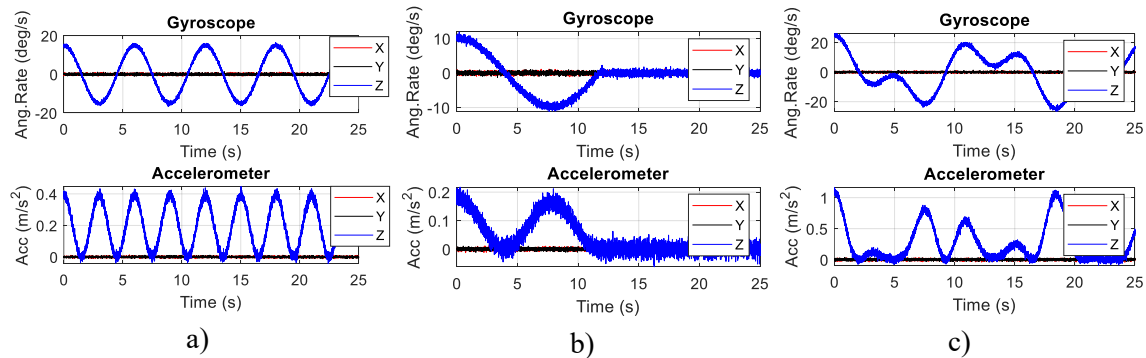 Gyroscope
Ang.Rate (deg/s)
20
0
-20
0 5 10 15 20 25
Time (s)
X
Y
Z
Accelerometer
Acc (m/s²)
0.4
0.2
0
0 5 10 15 20 25
Time (s)
X
Y
Z
a)
Gyroscope
Ang.Rate (deg/s)
10
0
-10
0 5 10 15 20 25
Time (s)
X
Y
Z
Accelerometer
Acc (m/s²)
0.2
0.1
0
0 5 10 15 20 25
Time (s)
X
Y
Z
b)
Gyroscope
Ang.Rate (deg/s)
20
0
-20
0 5 10 15 20 25
Time (s)
X
Y
Z
Accelerometer
Acc (m/s²)
1
0.5
0
0 5 10 15 20 25
Time (s)
X
Y
Z
c)